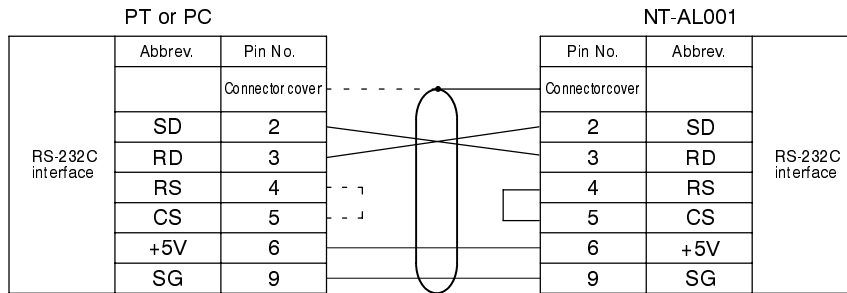 PT or PC NT-AL001
Abbrev. Pin No. Pin No. Abbrev.
Connector cover Connector cover
SD 2 2 SD
RD 3 3 RD
RS-232C interface RS-232C interface
RS 4 4 RS
CS 5 5 CS
+5V 6 6 +5V
SG 9 9 SG